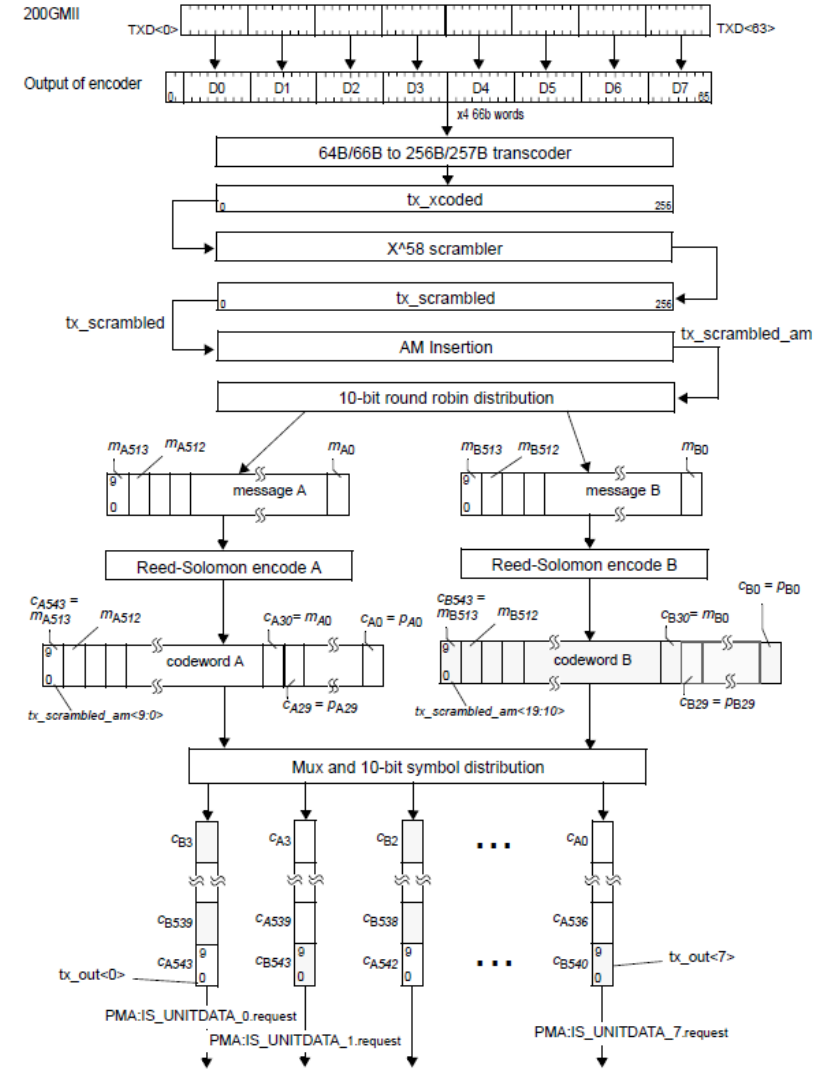 200GMII
TXD<0>
TXD<63>
Output of encoder
0 D0 D1 D2 D3 D4 D5 D6 D7 65
x4 66b words
64B/66B to 256B/257B transcoder
tx_xcoded
0 256
X^58 scrambler
tx_scrambled
0 256
tx_scrambled
AM Insertion
tx_scrambled_am
10-bit round robin distribution
mA513 mA512 mA0
mB513 mB512 mB0
9 message A
0
9 message B
0
Reed-Solomon encode A
Reed-Solomon encode B
cA543 = mA513
mA512
cA30= mA0
cA0 = pA0
cB543 = mB513
mB512
cB30= mB0
cB0 = pB0
9 codeword A
0
9 codeword B
0
tx_scrambled_am<9:0>
cA29 = pA29
tx_scrambled_am<19:10>
cB29 = pB29
Mux and 10-bit symbol distribution
cB3 cA3 cB2 ... cA0
cB539 cA539 cB538 cA536
cA543 9 0
cB543 9 0
cA542
...
cB540 9 0
tx_out<0>
tx_out<7>
PMA:IS_UNITDATA_0.request
PMA:IS_UNITDATA_1.request
PMA:IS_UNITDATA_7.request